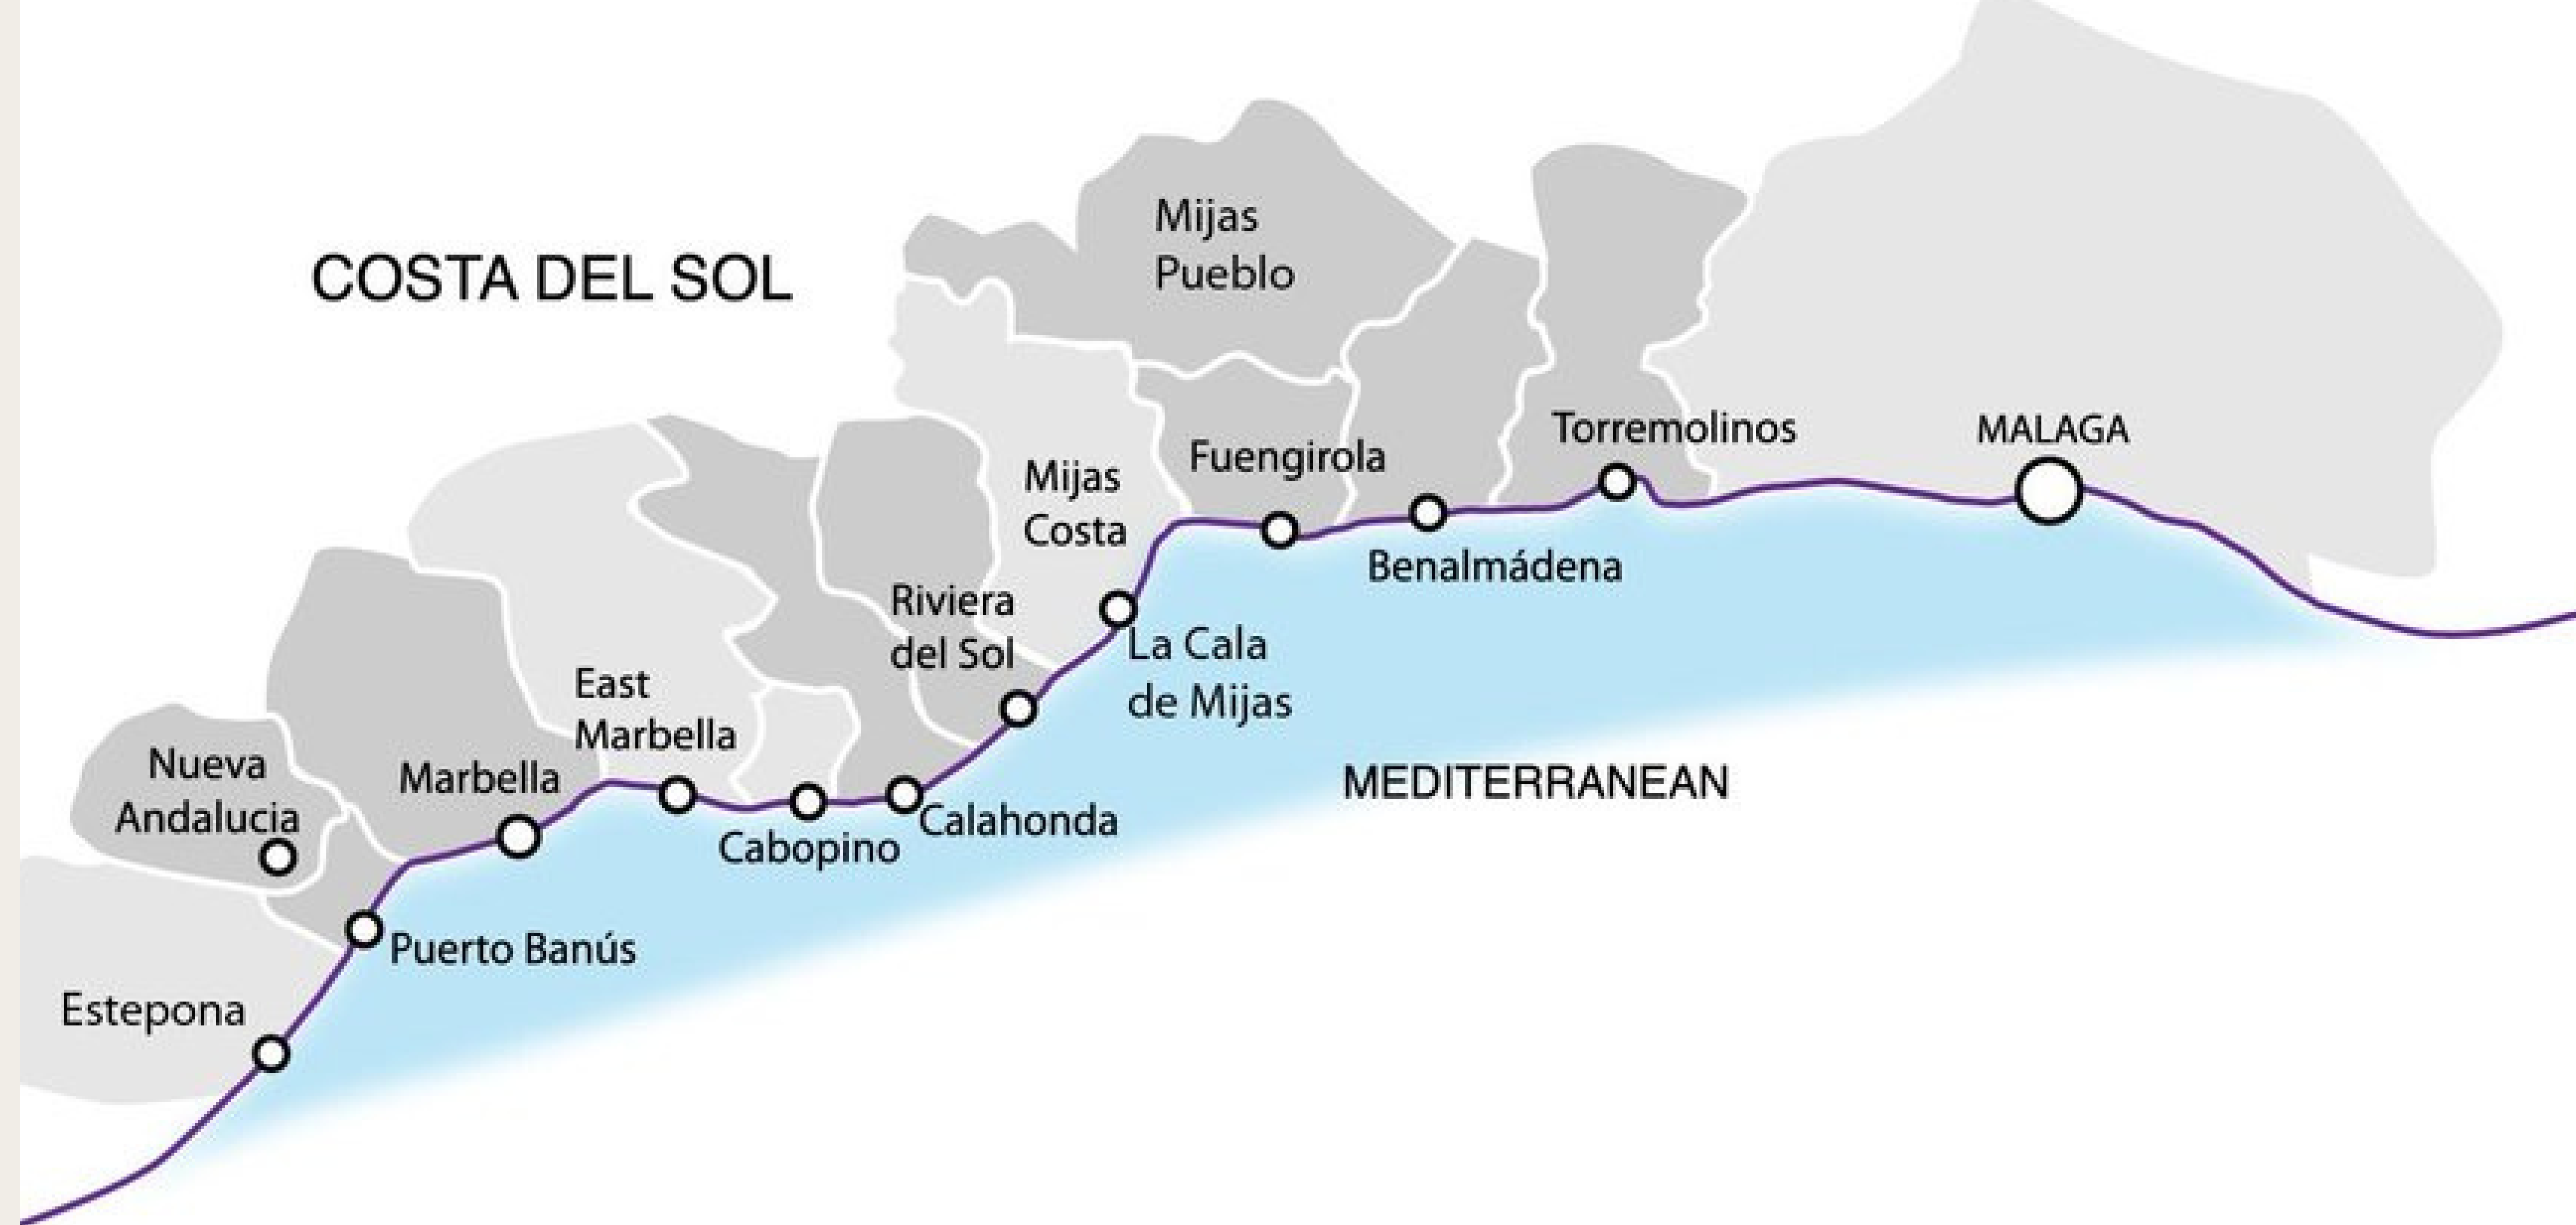 COSTA DEL SOL
Mijas
Pueblo
Torremolinos
MALAGA
Fuengirola
Mijas
Costa
Benalmádena
Riviera
del Sol
La Cala
de Mijas
East
Marbella
Nueva
Andalucia
Marbella
MEDITERRANEAN
Cabopino
Calahonda
Puerto Banús
Estepona